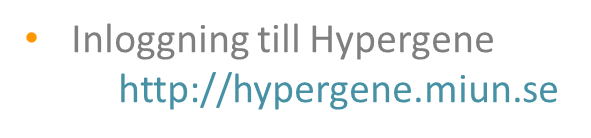 • Inloggning till Hypergene
http://hypergene.miun.se